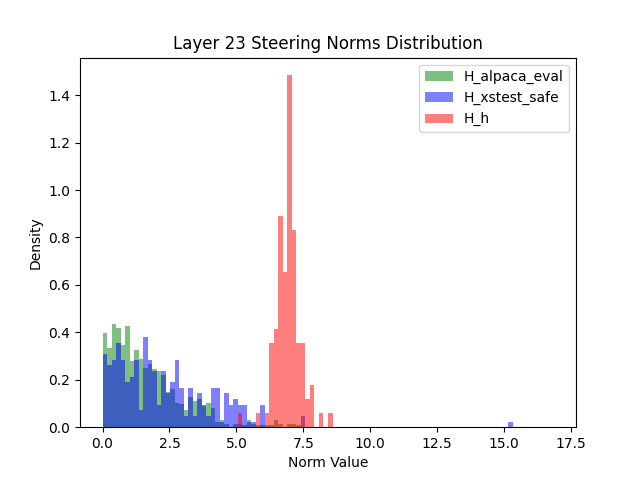 Layer 23 Steering Norms Distribution
H_alpaca_eval
H_xstest_safe
H_h
Density
1.4
1.2
1.0
0.8
0.6
0.4
0.2
0.0
0.0 2.5 5.0 7.5 10.0 12.5 15.0 17.5
Norm Value